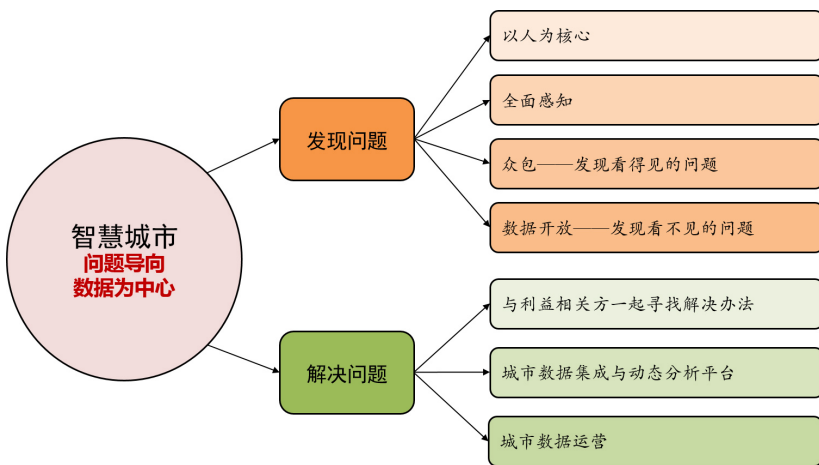 智慧城市
问题导向
数据为中心
发现问题
以人为核心
全面感知
众包——发现看得见的问题
数据开放——发现看不见的问题
解决问题
与利益相关方一起寻找解决办法
城市数据集成与动态分析平台
城市数据运营